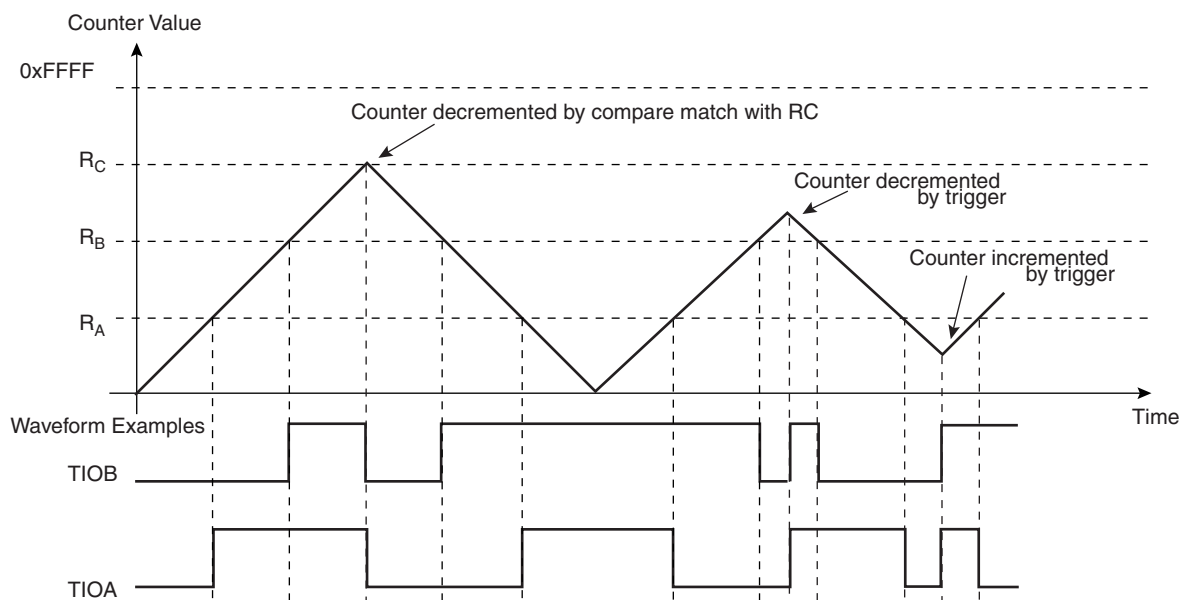 Counter Value
0xFFFF
Counter decremented by compare match with RC
RC
Counter decremented
by trigger
RB
Counter incremented
by trigger
RA
Time
Waveform Examples
TIOB
TIOA